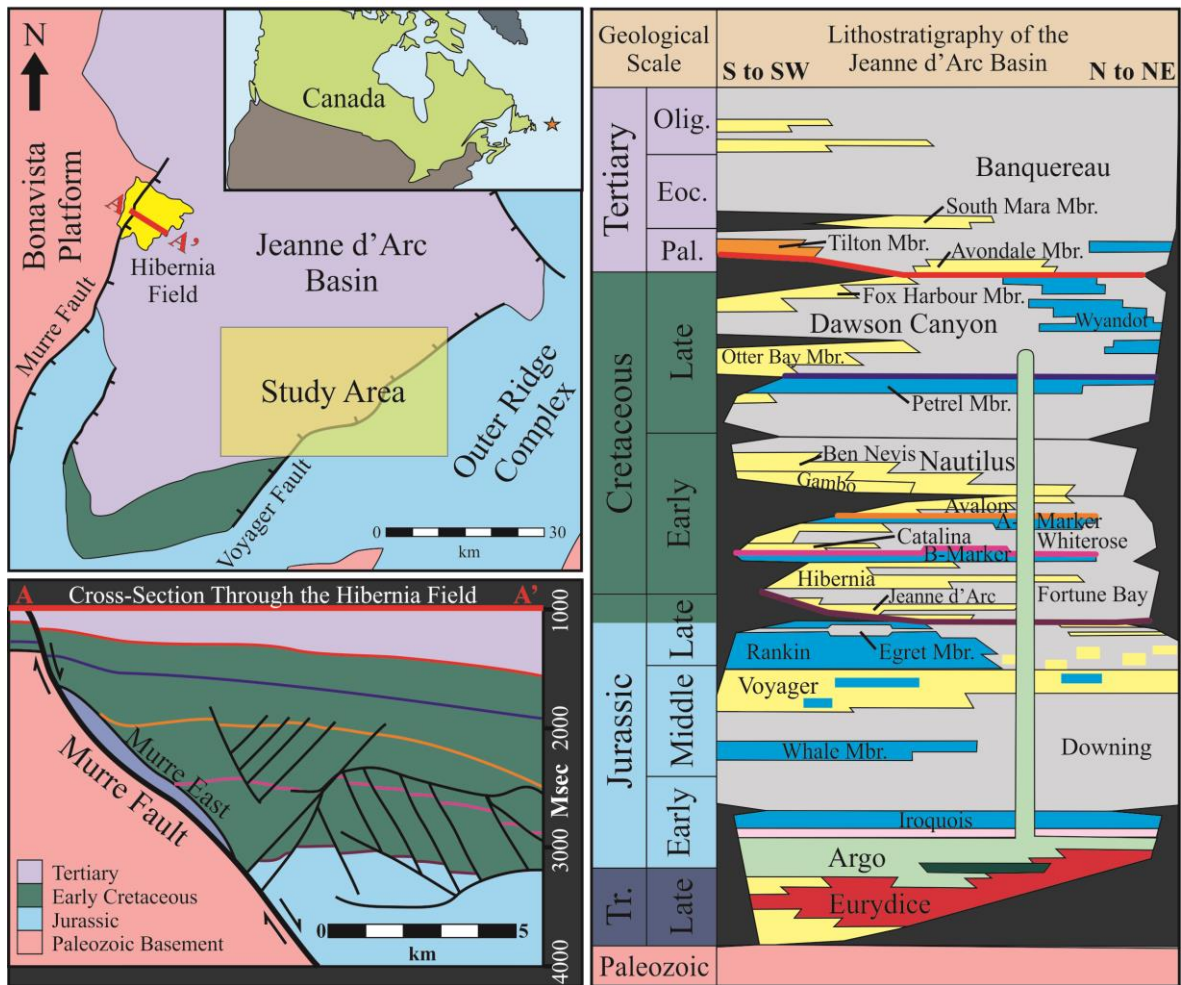 N
Bonavista
Platform
Canada
A
A'
Hibernia
Field
Jeanne d'Arc
Basin
Murre Fault
Study Area
Outer Ridge
Complex
Voyager Fault
0 30
km
A Cross-Section Through the Hibernia Field A'
1000
2000
Msec
3000
4000
Murre East
Murre Fault
Tertiary
Early Cretaceous
Jurassic
Paleozoic Basement
0 5
km
Geological
Scale
Lithostratigraphy of the
Jeanne d'Arc Basin
S to SW N to NE
Tertiary
Olig.
Eoc.
Pal.
Banquereau
South Mara Mbr.
Tilton Mbr.
Avondale Mbr.
Cretaceous
Late
Early
Fox Harbour Mbr.
Dawson Canyon
Wyandot
Otter Bay Mbr.
Petrel Mbr.
Ben Nevis
Nautilus
Gambo
Avalon
A- Marker
Catalina
Whiterose
B-Marker
Hibernia
Jeanne d'Arc
Fortune Bay
Jurassic
Late
Middle
Early
Rankin
Egret Mbr.
Voyager
Whale Mbr.
Downing
Iroquois
Argo
Tr.
Late
Eurydice
Paleozoic